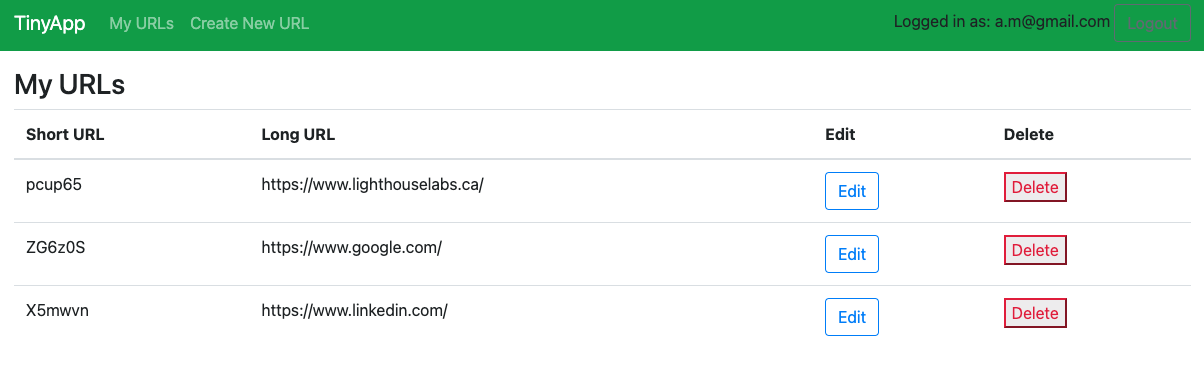 TinyApp My URLs Create New URL Logged in as: a.m@gmail.com Logout
My URLs
Short URL Long URL Edit Delete
pcup65 https://www.lighthouselabs.ca/ Edit Delete
ZG6z0S https://www.google.com/ Edit Delete
X5mwvn https://www.linkedin.com/ Edit Delete